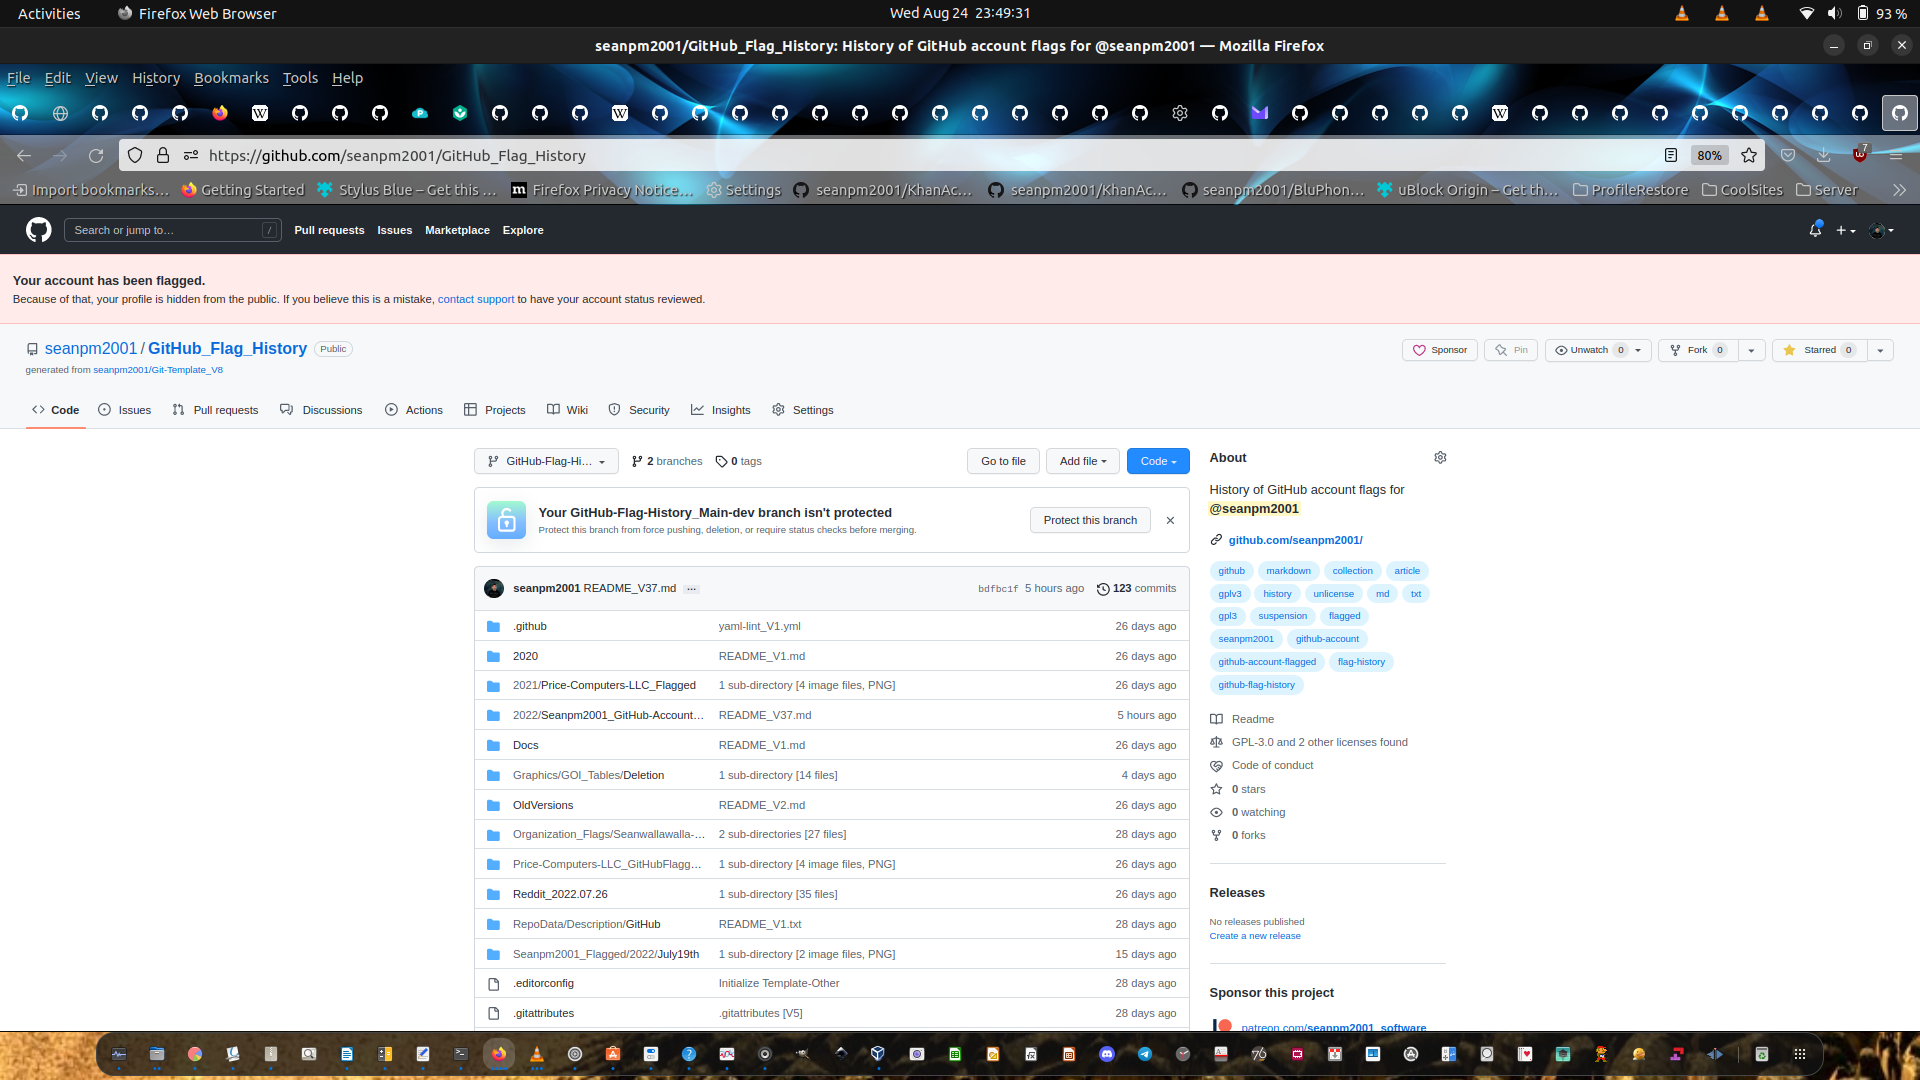 Activities
Firefox Web Browser
Wed Aug 24 23:49:31
93 %
seanpm2001/GitHub_Flag_History: History of GitHub account flags for @seanpm2001 — Mozilla Firefox
File Edit View History Bookmarks Tools Help
https://github.com/seanpm2001/GitHub_Flag_History
80%
7
Import bookmarks…
Getting Started
Stylus Blue – Get this …
Firefox Privacy Notice…
Settings
seanpm2001/KhanAc…
seanpm2001/KhanAc…
seanpm2001/BluPhon…
uBlock Origin – Get th…
ProfileRestore
CoolSites
Server
Search or jump to…
/
Pull requests
Issues
Marketplace
Explore
Your account has been flagged.
Because of that, your profile is hidden from the public. If you believe this is a mistake, contact support to have your account status reviewed.
seanpm2001 / GitHub_Flag_History Public
generated from seanpm2001/Git-Template_V8
Sponsor
Pin
Unwatch 0
Fork 0
Starred 0
Code
Issues
Pull requests
Discussions
Actions
Projects
Wiki
Security
Insights
Settings
GitHub-Flag-Hi…
2 branches
0 tags
Go to file
Add file
Code
Your GitHub-Flag-History_Main-dev branch isn't protected
Protect this branch from force pushing, deletion, or require status checks before merging.
Protect this branch
seanpm2001 README_V37.md … bdfbc1f 5 hours ago 123 commits
.github yaml-lint_V1.yml 26 days ago
2020 README_V1.md 26 days ago
2021/Price-Computers-LLC_Flagged 1 sub-directory [4 image files, PNG] 26 days ago
2022/Seanpm2001_GitHub-Account… README_V37.md 5 hours ago
Docs README_V1.md 26 days ago
Graphics/GOI_Tables/Deletion 1 sub-directory [14 files] 4 days ago
OldVersions README_V2.md 26 days ago
Organization_Flags/Seanwallawalla-… 2 sub-directories [27 files] 28 days ago
Price-Computers-LLC_GitHubFlagg… 1 sub-directory [4 image files, PNG] 26 days ago
Reddit_2022.07.26 1 sub-directory [35 files] 26 days ago
RepoData/Description/GitHub README_V1.txt 28 days ago
Seanpm2001_Flagged/2022/July19th 1 sub-directory [2 image files, PNG] 15 days ago
.editorconfig Initialize Template-Other 28 days ago
.gitattributes .gitattributes [V5] 28 days ago
About
History of GitHub account flags for
@seanpm2001
github.com/seanpm2001/
github markdown collection article
gplv3 history unlicense md txt
gpl3 suspension flagged
seanpm2001 github-account
github-account-flagged flag-history
github-flag-history
Readme
GPL-3.0 and 2 other licenses found
Code of conduct
0 stars
0 watching
0 forks
Releases
No releases published
Create a new release
Sponsor this project
patreon.com/seanpm2001_software